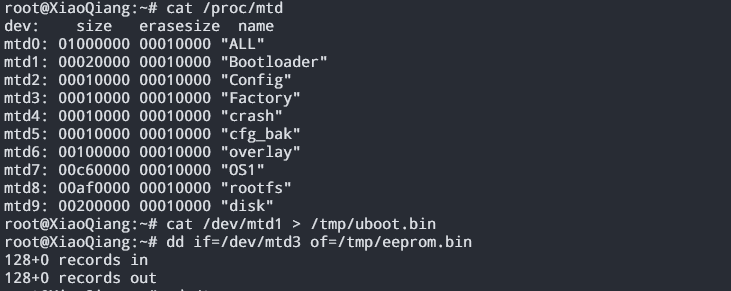 root@XiaoQiang:~# cat /proc/mtd
dev:    size   erasesize  name
mtd0: 01000000 00010000 "ALL"
mtd1: 00020000 00010000 "Bootloader"
mtd2: 00010000 00010000 "Config"
mtd3: 00010000 00010000 "Factory"
mtd4: 00010000 00010000 "crash"
mtd5: 00010000 00010000 "cfg_bak"
mtd6: 00100000 00010000 "overlay"
mtd7: 00c60000 00010000 "OS1"
mtd8: 00af0000 00010000 "rootfs"
mtd9: 00200000 00010000 "disk"
root@XiaoQiang:~# cat /dev/mtd1 > /tmp/uboot.bin
root@XiaoQiang:~# dd if=/dev/mtd3 of=/tmp/eeprom.bin
128+0 records in
128+0 records out